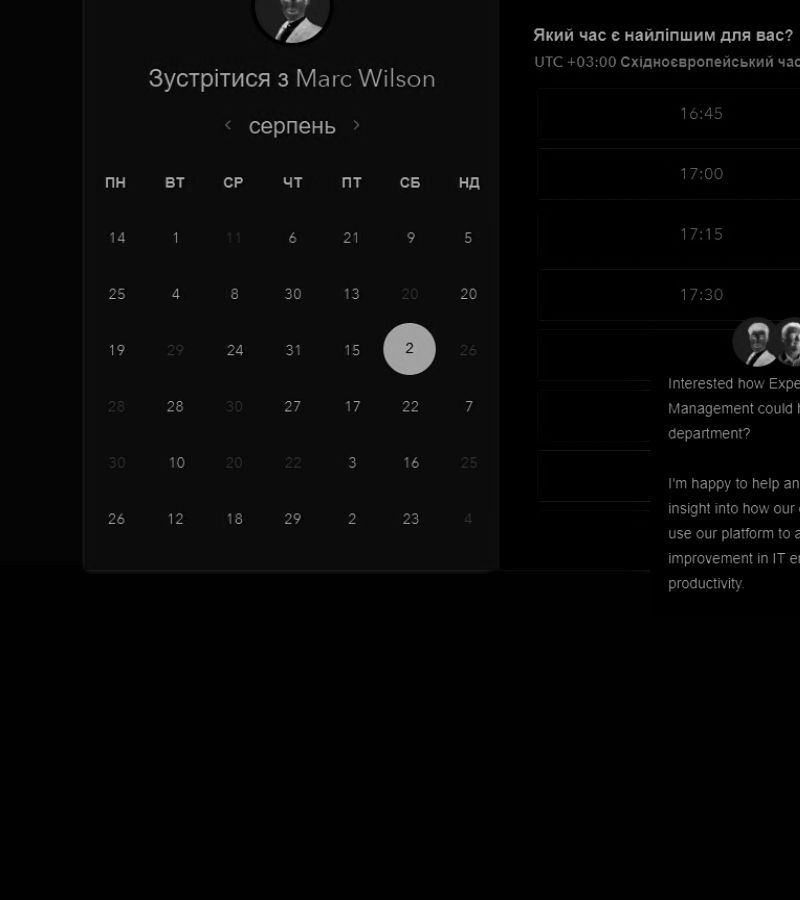 Зустрітися з Marc Wilson
< серпень >
ПН ВТ СР ЧТ ПТ СБ НД
14 1 11 6 21 9 5
25 4 8 30 13 20 20
19 29 24 31 15 2 26
28 28 30 27 17 22 7
30 10 20 22 3 16 25
26 12 18 29 2 23 4
Який час є найліпшим для вас?
UTC +03:00 Східноєвропейський час
16:45
17:00
17:15
17:30
Interested how Expe
Management could h
department?
I'm happy to help an
insight into how our
use our platform to a
improvement in IT e
productivity.